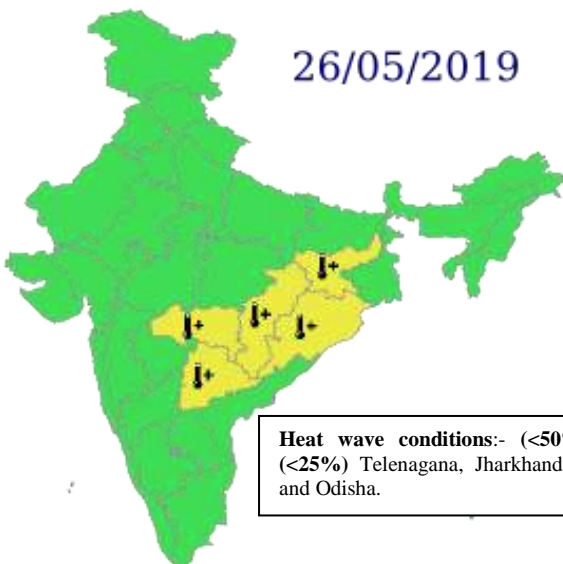 26/05/2019
Heat wave conditions:- (<50%
(<25%) Telenagana, Jharkhand
and Odisha.